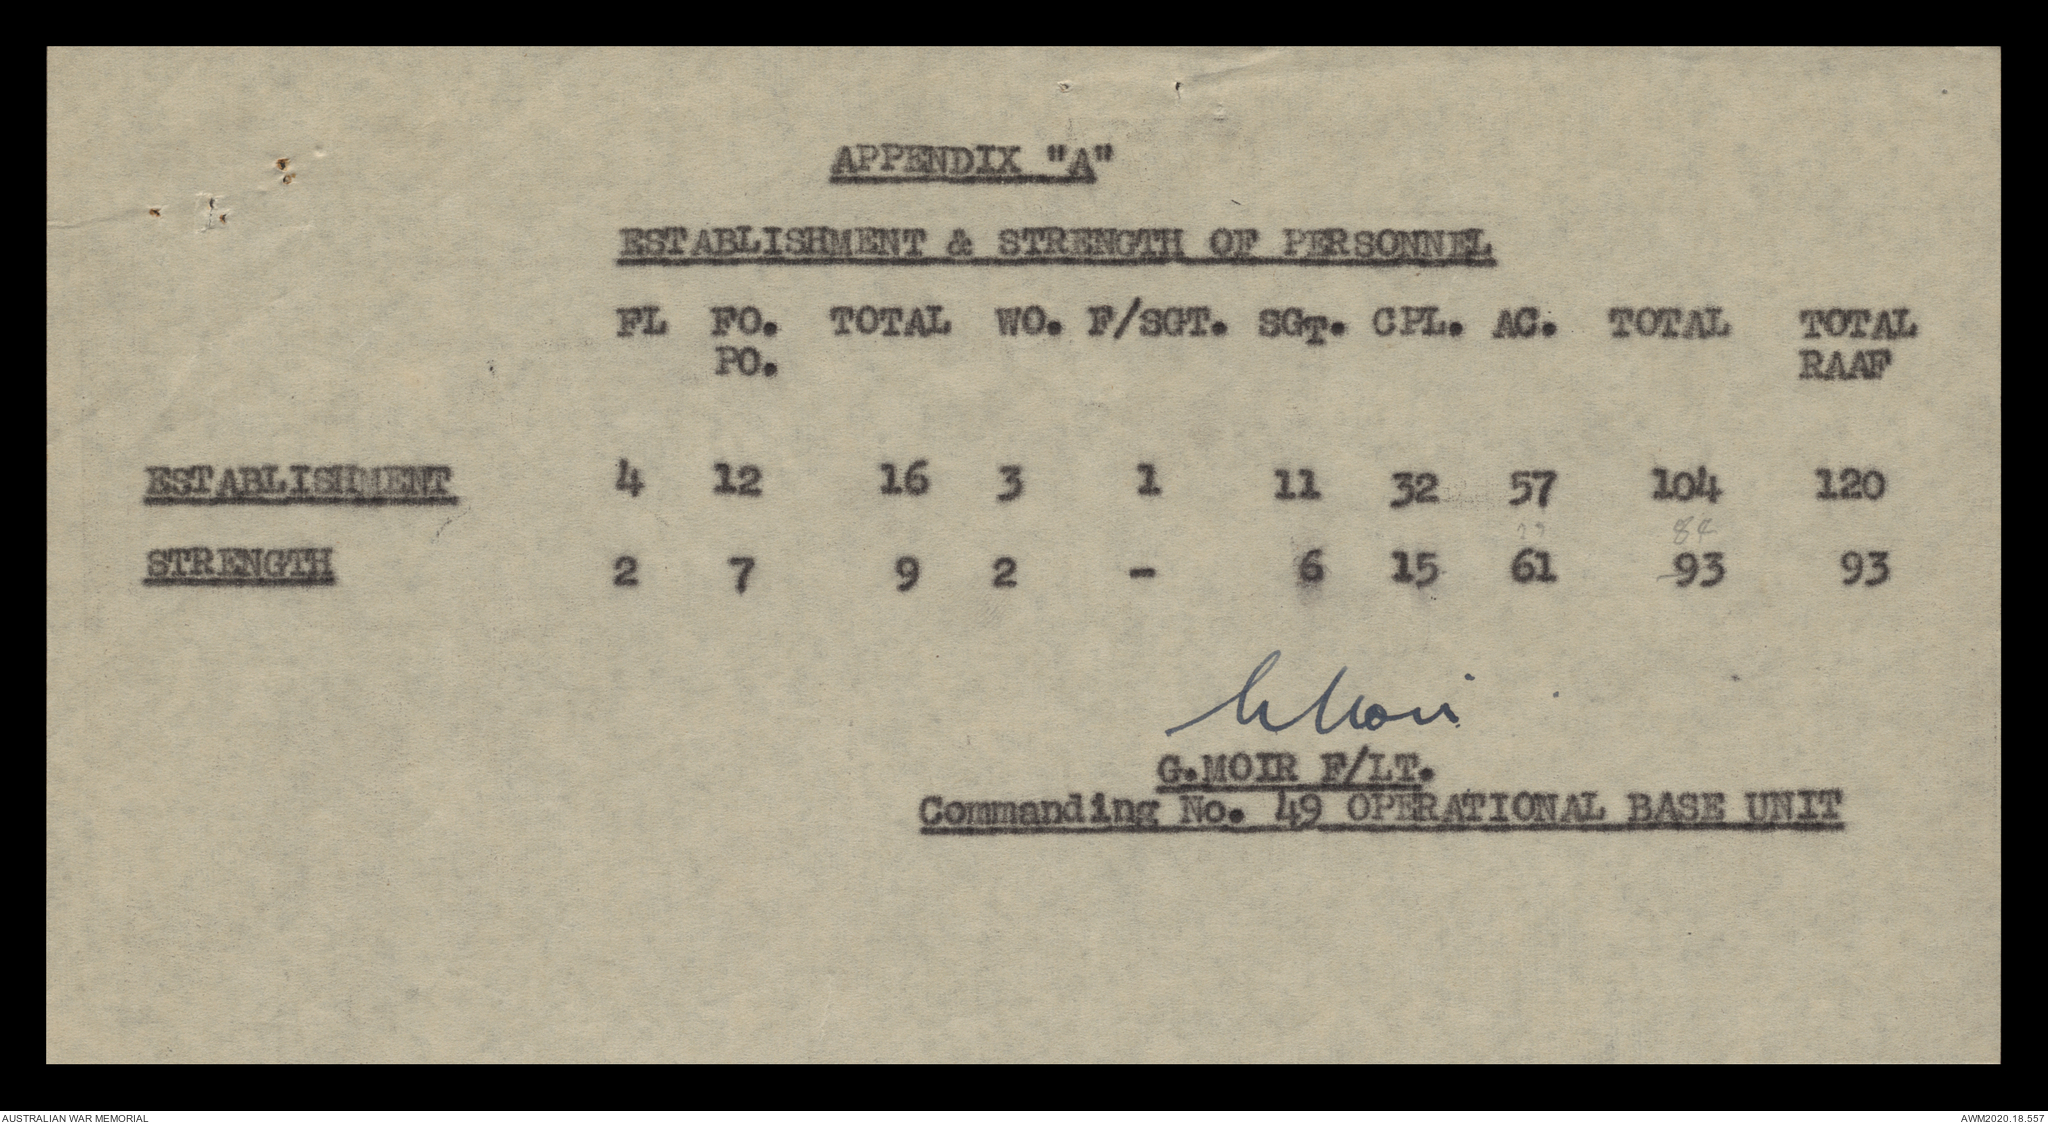 APPENDIX "A"
ESTABLISHMENT & STRENGTH OF PERSONNEL
FL FO. TOTAL WO. F/SGT. SGT. CPL. AC. TOTAL TOTAL
PO. RAAF
ESTABLISHMENT 4 12 16 3 1 11 32 57 104 120
84
STRENGTH 2 7 9 2 - 6 15 61 93 93
G Moir
G.MOIR F/LT.
Commanding No. 49 OPERATIONAL BASE UNIT
AUSTRALIAN WAR MEMORIAL AWM2020.18.557